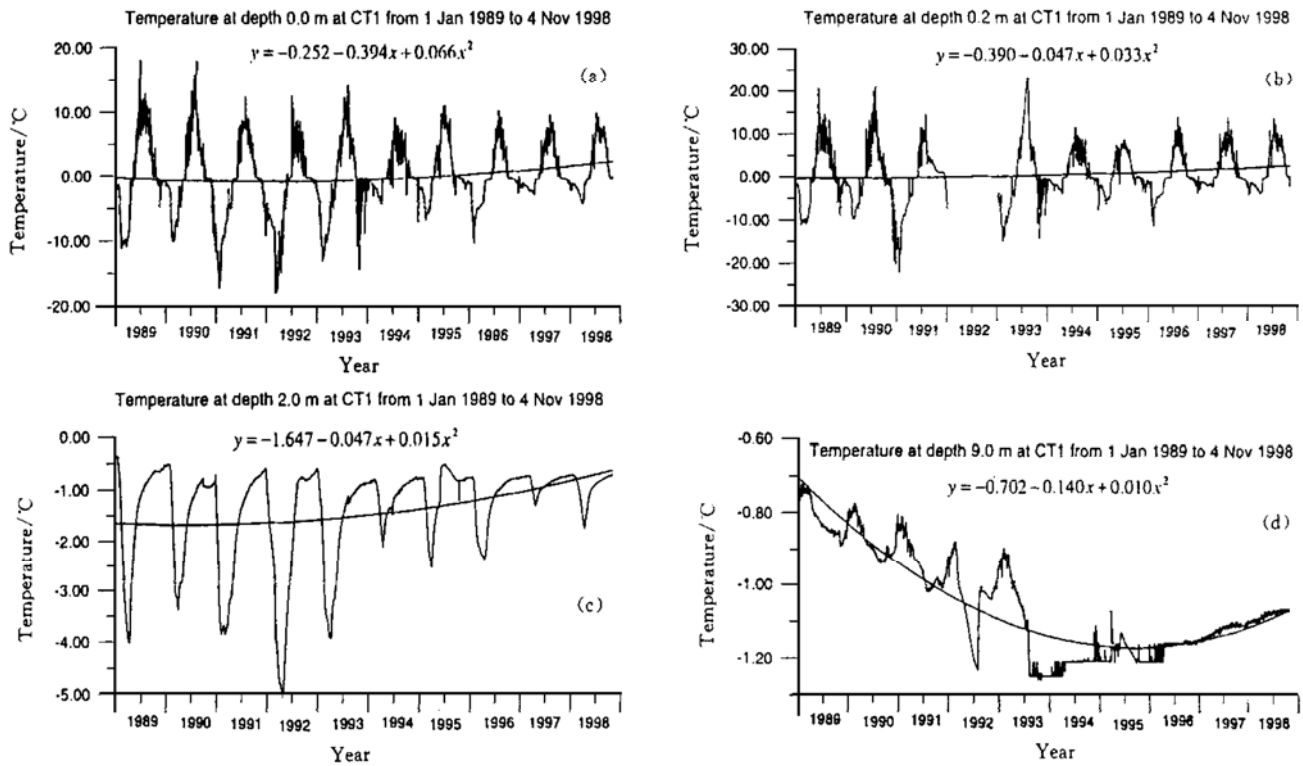 Temperature at depth 0.0 m at CT1 from 1 Jan 1989 to 4 Nov 1998
y = −0.252 − 0.394x + 0.066x²
(a)
20.00
10.00
0.00
-10.00
-20.00
Temperature/℃
1989 1990 1991 1992 1993 1994 1995 1996 1997 1998
Year
Temperature at depth 0.2 m at CT1 from 1 Jan 1989 to 4 Nov 1998
y = −0.390 − 0.047x + 0.033x²
(b)
30.00
20.00
10.00
0.00
-10.00
-20.00
-30.00
Temperature/℃
1989 1990 1991 1992 1993 1994 1995 1996 1997 1998
Year
Temperature at depth 2.0 m at CT1 from 1 Jan 1989 to 4 Nov 1998
y = −1.647 − 0.047x + 0.015x²
(c)
0.00
-1.00
-2.00
-3.00
-4.00
-5.00
Temperature/℃
1989 1990 1991 1992 1993 1994 1995 1996 1997 1998
Year
Temperature at depth 9.0 m at CT1 from 1 Jan 1989 to 4 Nov 1998
y = −0.702 − 0.140x + 0.010x²
(d)
-0.60
-0.80
-1.00
-1.20
Temperature/℃
1989 1990 1991 1992 1993 1994 1995 1996 1997 1998
Year